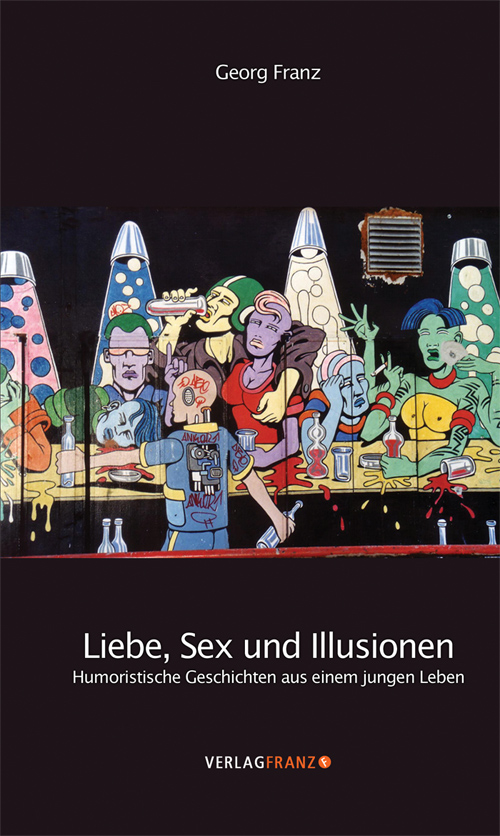 Georg Franz
Liebe, Sex und Illusionen
Humoristische Geschichten aus einem jungen Leben
VERLAGFRANZ